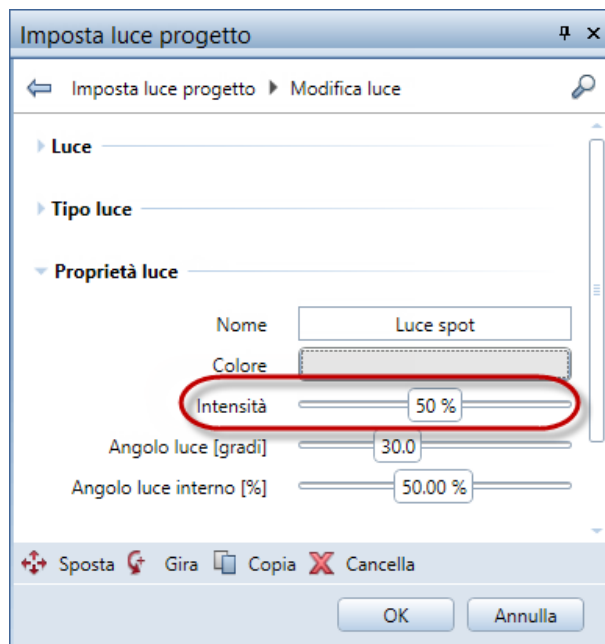 Imposta luce progetto
Imposta luce progetto Modifica luce
Luce
Tipo luce
Proprietà luce
Nome Luce spot
Colore
Intensità 50 %
Angolo luce [gradi] 30.0
Angolo luce interno [%] 50.00 %
Sposta Gira Copia Cancella
OK Annulla